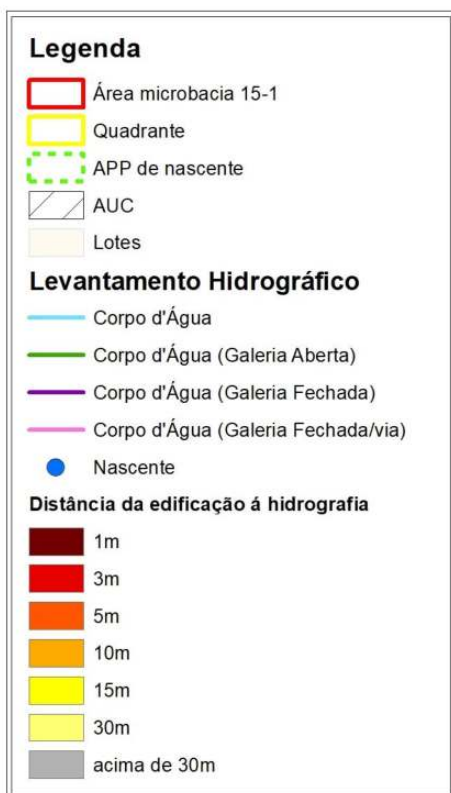 Legenda
Área microbacia 15-1
Quadrante
APP de nascente
AUC
Lotes
Levantamento Hidrográfico
Corpo d'Água
Corpo d'Água (Galeria Aberta)
Corpo d'Água (Galeria Fechada)
Corpo d'Água (Galeria Fechada/via)
Nascente
Distância da edificação á hidrografia
1m
3m
5m
10m
15m
30m
acima de 30m